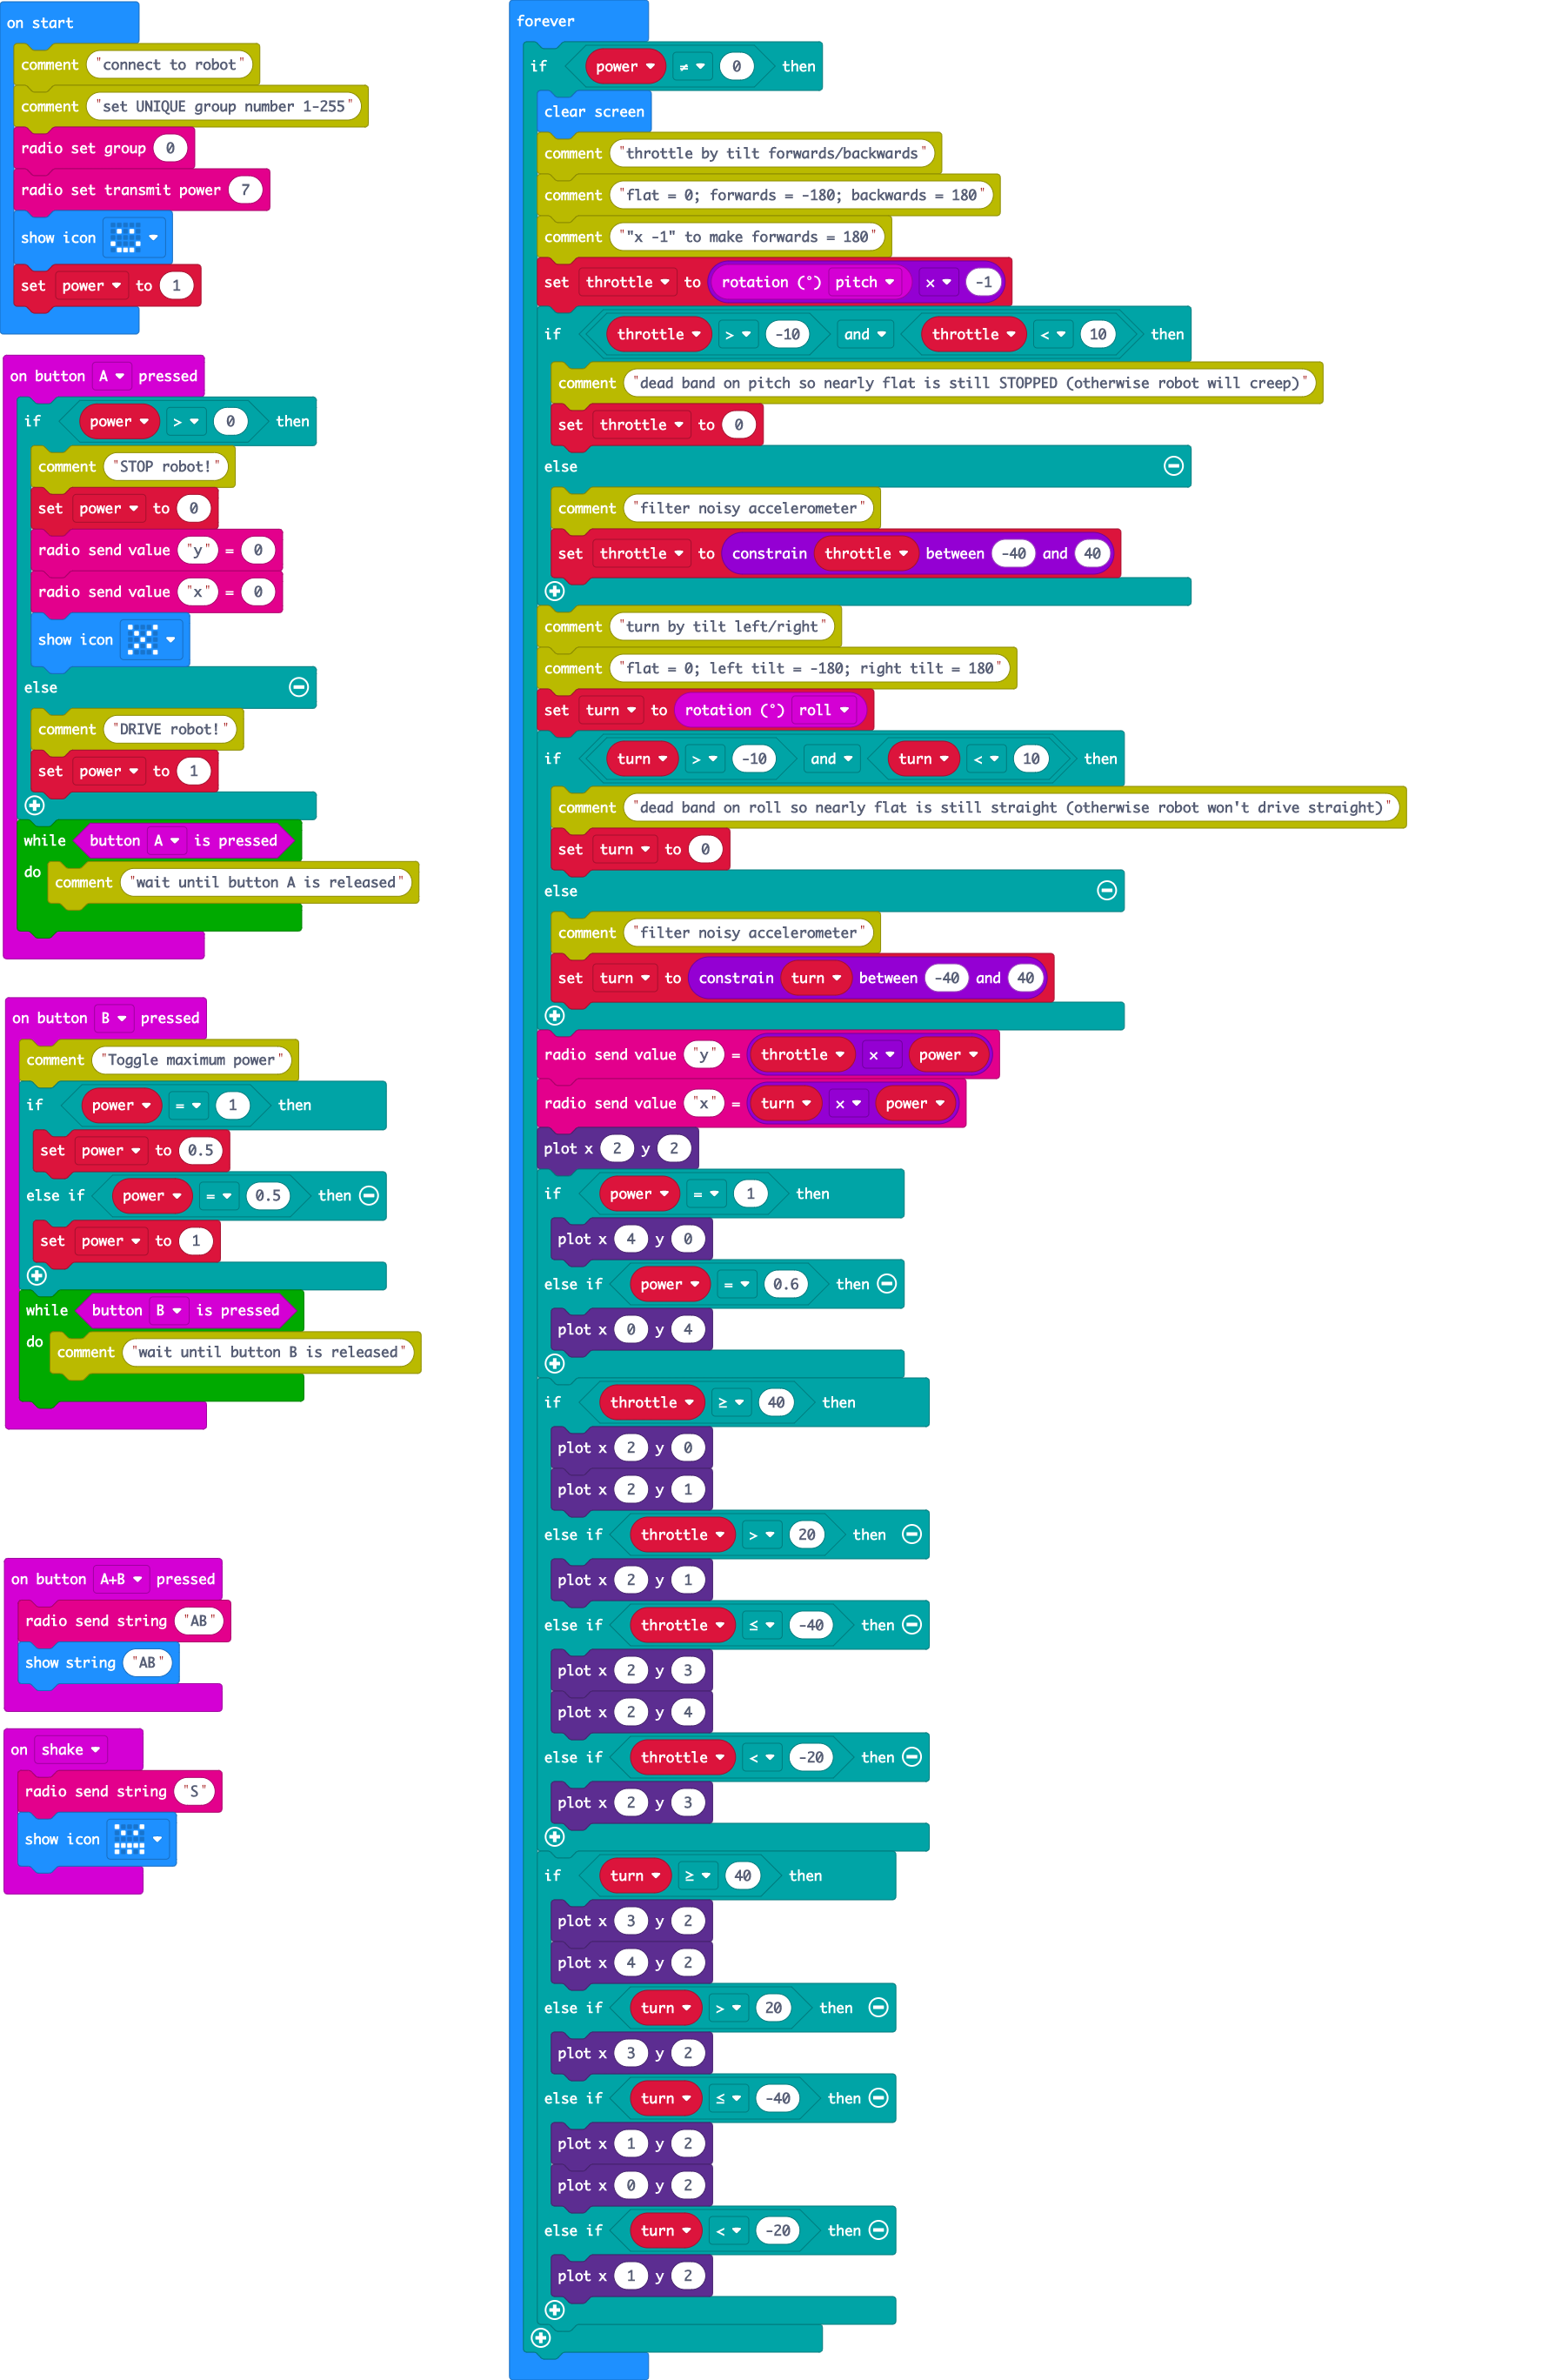 on start
comment "connect to robot"
comment "set UNIQUE group number 1-255"
radio set group 0
radio set transmit power 7
show icon
set power to 1
on button A pressed
if power > 0 then
comment "STOP robot!"
set power to 0
radio send value "y" = 0
radio send value "x" = 0
show icon
else
comment "DRIVE robot!"
set power to 1
while button A is pressed
do comment "wait until button A is released"
on button B pressed
comment "Toggle maximum power"
if power = 1 then
set power to 0.5
else if power = 0.5 then
set power to 1
while button B is pressed
do comment "wait until button B is released"
on button A+B pressed
radio send string "AB"
show string "AB"
on shake
radio send string "S"
show icon
forever
if power ≠ 0 then
clear screen
comment "throttle by tilt forwards/backwards"
comment "flat = 0; forwards = -180; backwards = 180"
comment ""x -1" to make forwards = 180"
set throttle to rotation (°) pitch × -1
if throttle > -10 and throttle < 10 then
comment "dead band on pitch so nearly flat is still STOPPED (otherwise robot will creep)"
set throttle to 0
else
comment "filter noisy accelerometer"
set throttle to constrain throttle between -40 and 40
comment "turn by tilt left/right"
comment "flat = 0; left tilt = -180; right tilt = 180"
set turn to rotation (°) roll
if turn > -10 and turn < 10 then
comment "dead band on roll so nearly flat is still straight (otherwise robot won't drive straight)"
set turn to 0
else
comment "filter noisy accelerometer"
set turn to constrain turn between -40 and 40
radio send value "y" = throttle × power
radio send value "x" = turn × power
plot x 2 y 2
if power = 1 then
plot x 4 y 0
else if power = 0.6 then
plot x 0 y 4
if throttle ≥ 40 then
plot x 2 y 0
plot x 2 y 1
else if throttle > 20 then
plot x 2 y 1
else if throttle ≤ -40 then
plot x 2 y 3
plot x 2 y 4
else if throttle < -20 then
plot x 2 y 3
if turn ≥ 40 then
plot x 3 y 2
plot x 4 y 2
else if turn > 20 then
plot x 3 y 2
else if turn ≤ -40 then
plot x 1 y 2
plot x 0 y 2
else if turn < -20 then
plot x 1 y 2